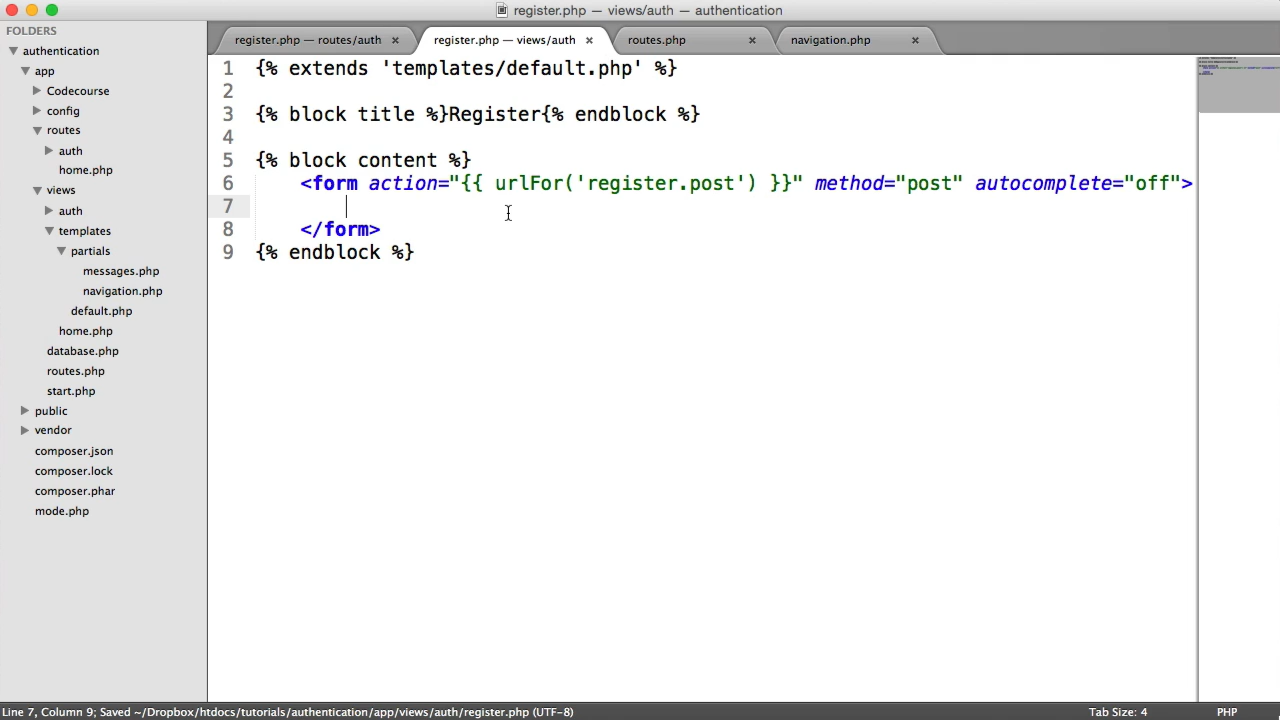 register.php — views/auth — authentication
FOLDERS
authentication
app
Codecourse
config
routes
auth
home.php
views
auth
templates
partials
messages.php
navigation.php
default.php
home.php
database.php
routes.php
start.php
public
vendor
composer.json
composer.lock
composer.phar
mode.php
register.php — routes/auth ×
register.php — views/auth ×
routes.php ×
navigation.php ×
1 {% extends 'templates/default.php' %}
2
3 {% block title %}Register{% endblock %}
4
5 {% block content %}
6 <form action="{{ urlFor('register.post') }}" method="post" autocomplete="off">
7
8 </form>
9 {% endblock %}
Line 7, Column 9; Saved ~/Dropbox/htdocs/tutorials/authentication/app/views/auth/register.php (UTF-8)
Tab Size: 4
PHP